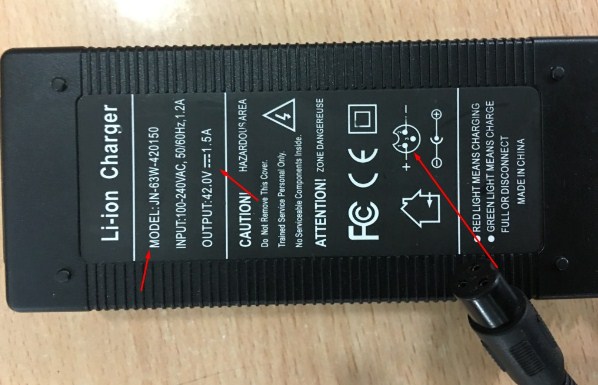 Li-ion Charger
MODEL: JN-63W-420150
INPUT:100-240VAC, 50/60Hz,1.2A
OUTPUT:42.0V⎓1.5A
CAUTION! HAZARDOUS AREA
Do Not Remove This Cover.
Trained Service Personal Only.
No Serviceable Components Inside.
ATTENTION! ZONE DANGEREUSE
FC CE
+ -
RED LIGHT MEANS CHARGING
GREEN LIGHT MEANS CHARGE
FULL OR DISCONNECT
MADE IN CHINA